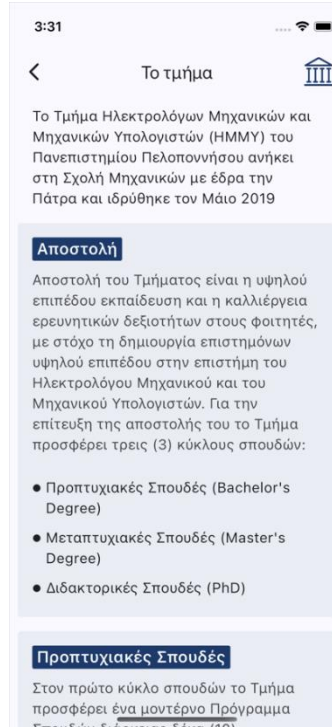 3:31
Το τμήμα
Το Τμήμα Ηλεκτρολόγων Μηχανικών και
Μηχανικών Υπολογιστών (ΗΜΜΥ) του
Πανεπιστημίου Πελοποννήσου ανήκει
στη Σχολή Μηχανικών με έδρα την
Πάτρα και ιδρύθηκε τον Μάιο 2019
Αποστολή
Αποστολή του Τμήματος είναι η υψηλού
επιπέδου εκπαίδευση και η καλλιέργεια
ερευνητικών δεξιοτήτων στους φοιτητές,
με στόχο τη δημιουργία επιστημόνων
υψηλού επιπέδου στην επιστήμη του
Ηλεκτρολόγου Μηχανικού και του
Μηχανικού Υπολογιστών. Για την
επίτευξη της αποστολής του το Τμήμα
προσφέρει τρεις (3) κύκλους σπουδών:
● Προπτυχιακές Σπουδές (Bachelor's
Degree)
● Μεταπτυχιακές Σπουδές (Master's
Degree)
● Διδακτορικές Σπουδές (PhD)
Προπτυχιακές Σπουδές
Στον πρώτο κύκλο σπουδών το Τμήμα
προσφέρει ένα μοντέρνο Πρόγραμμα